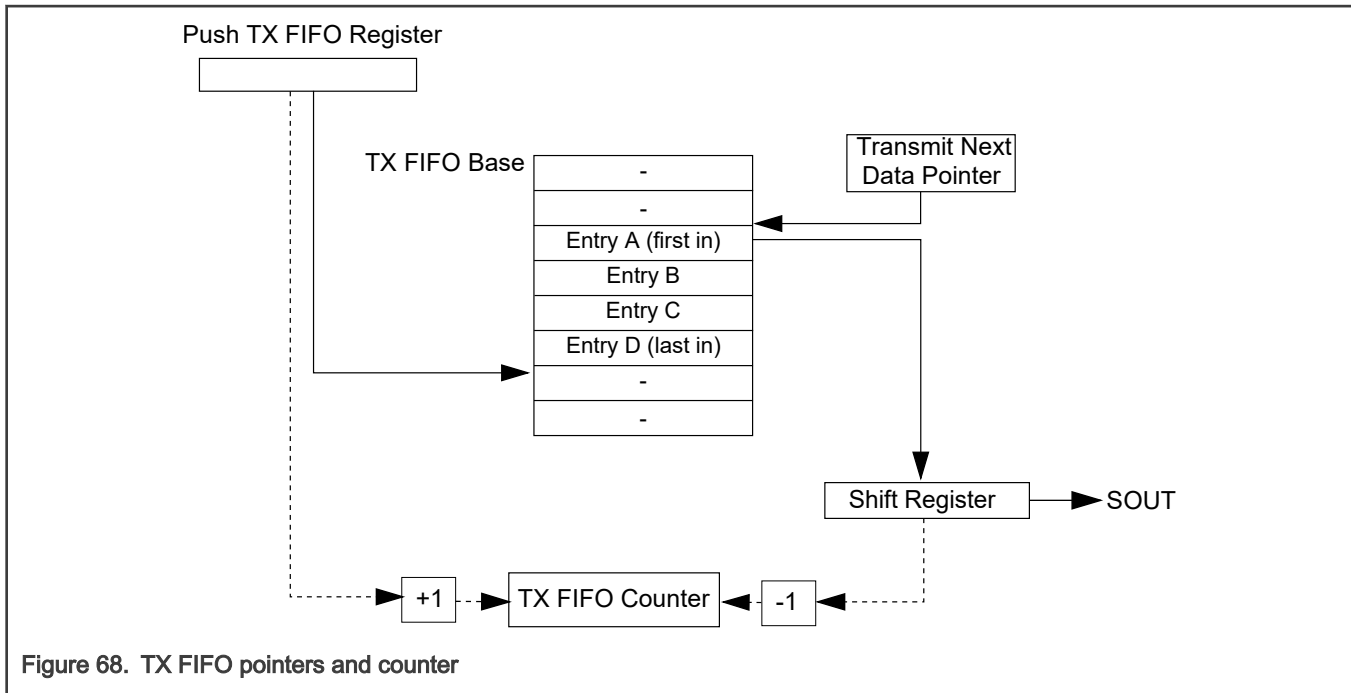 Push TX FIFO Register
TX FIFO Base
-
-
Entry A (first in)
Entry B
Entry C
Entry D (last in)
-
-
Transmit Next
Data Pointer
Shift Register
SOUT
+1
TX FIFO Counter
-1
Figure 68. TX FIFO pointers and counter